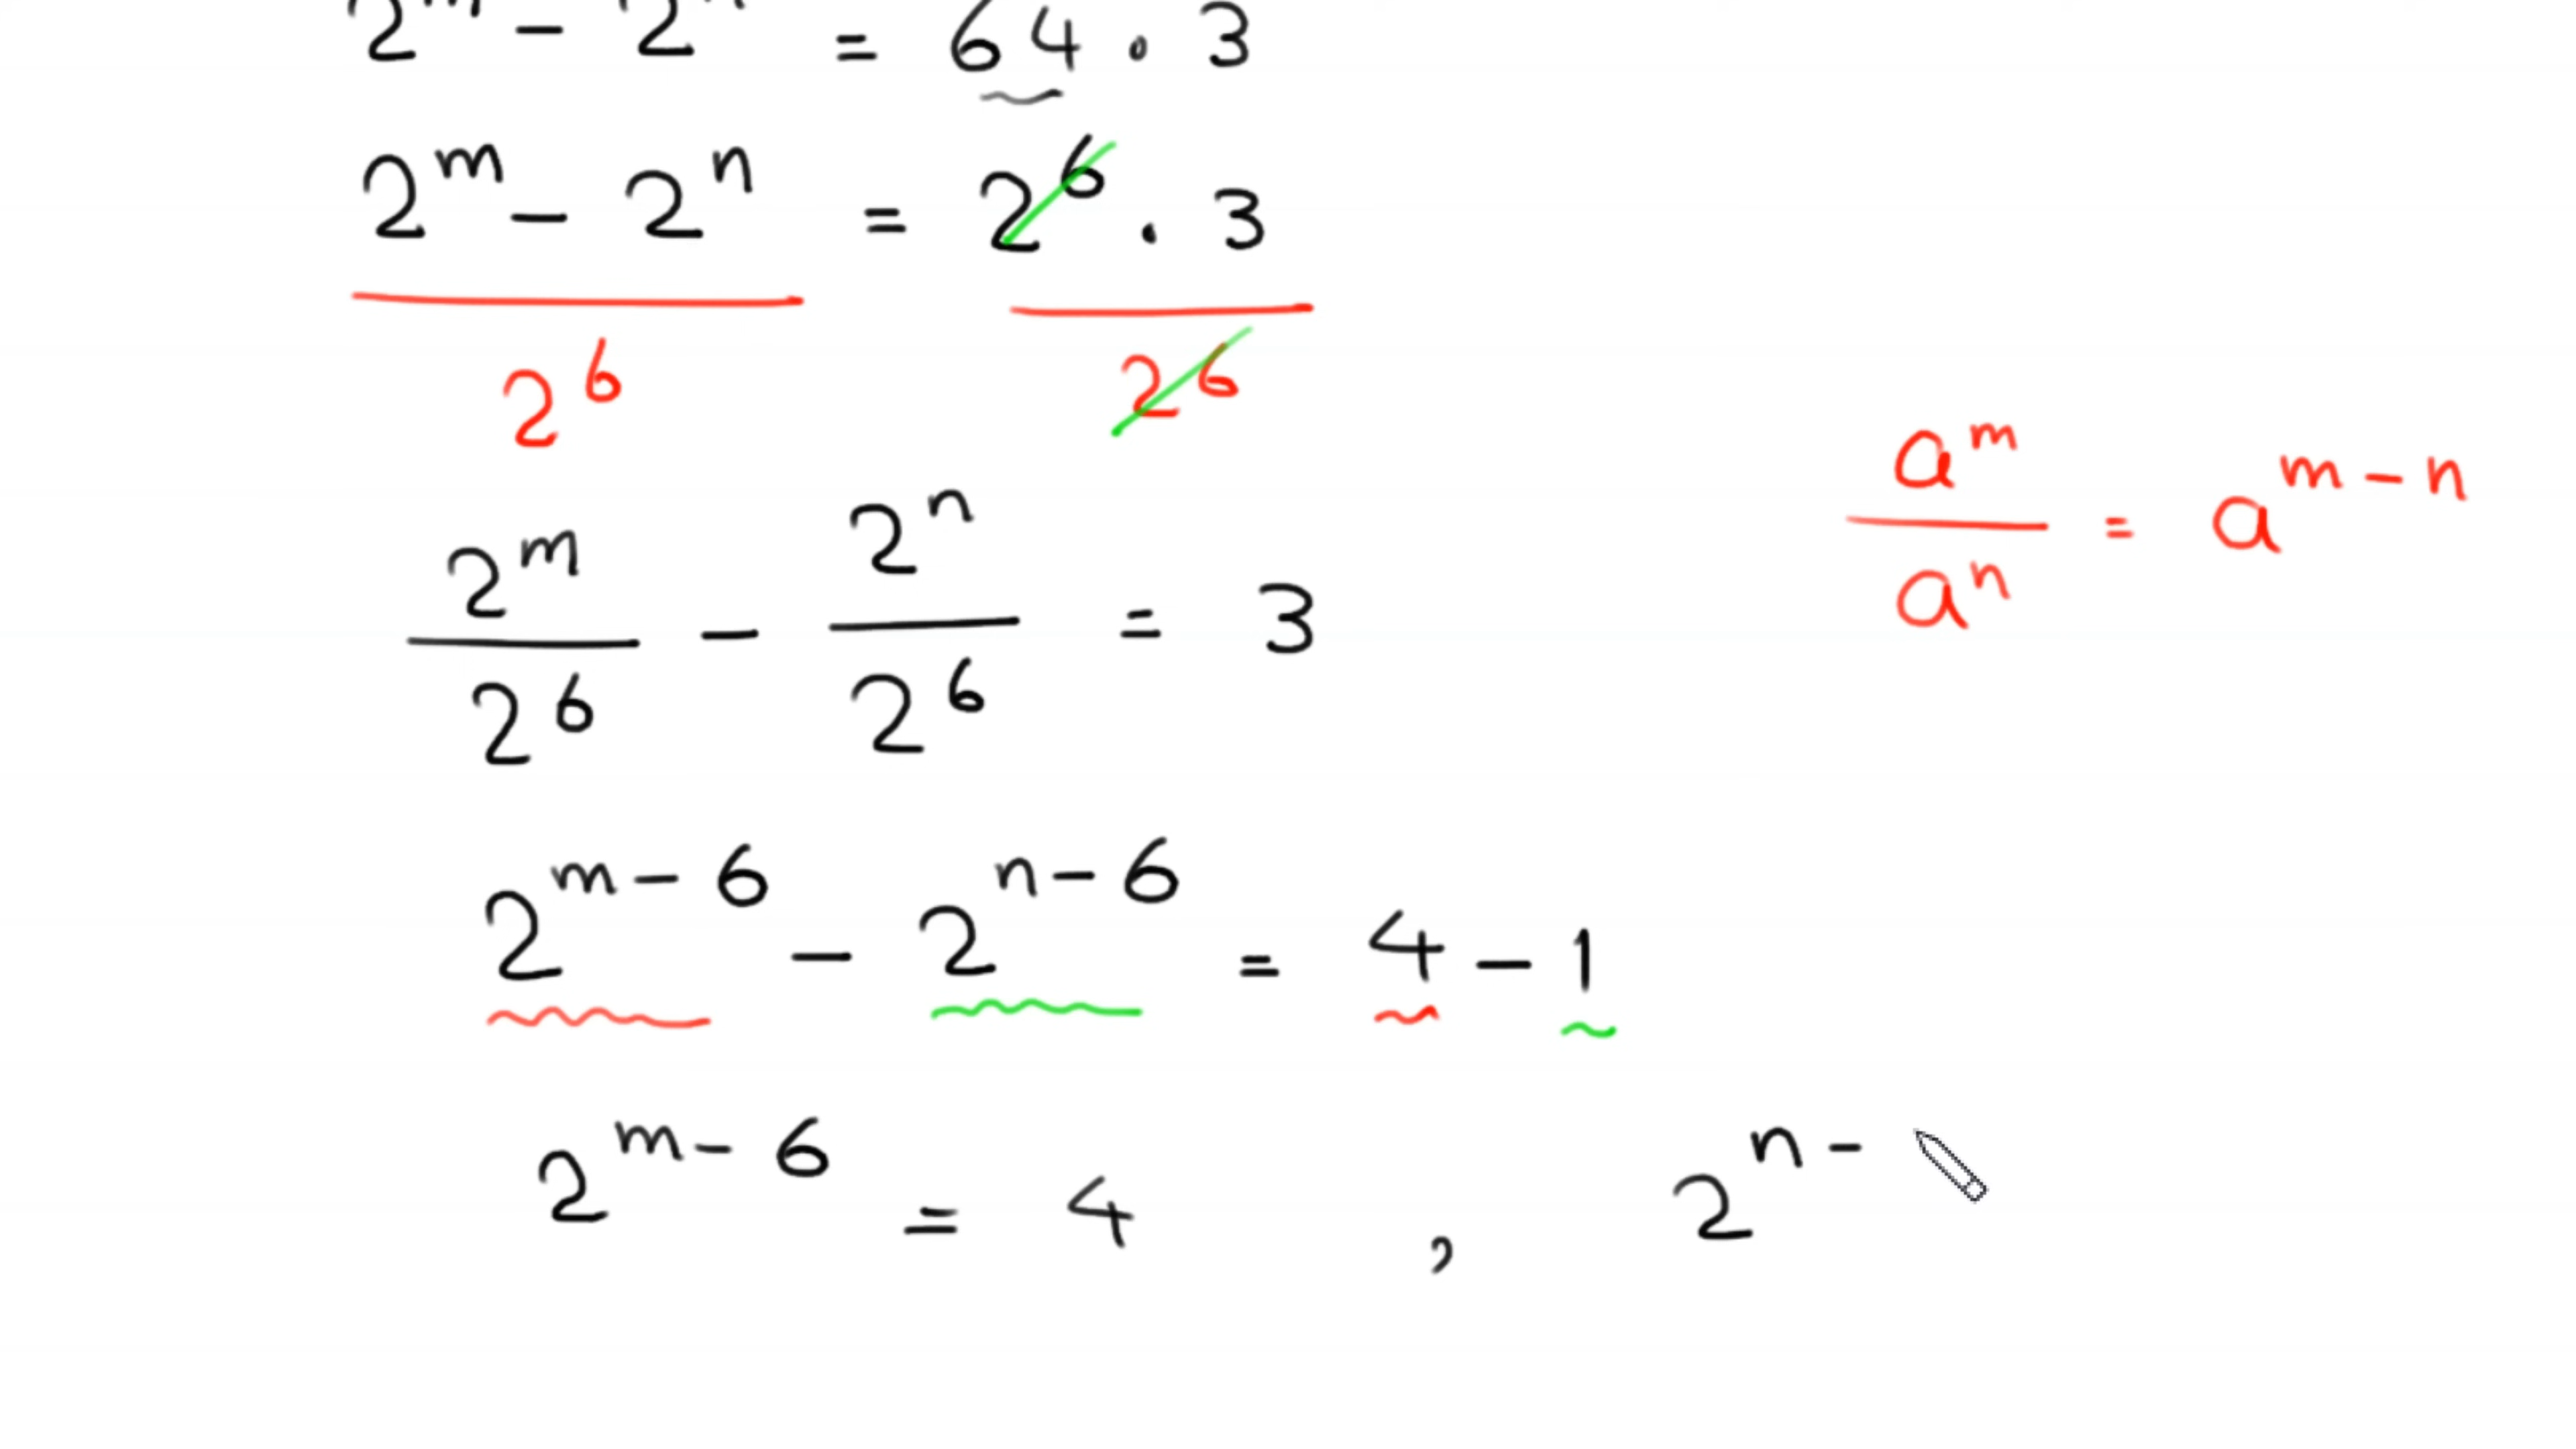 2^m - 2^n = 64 · 3
2^m - 2^n = 2^6 · 3
2^6 2^6
a^m / a^n = a^(m-n)
2^m / 2^6 - 2^n / 2^6 = 3
2^(m-6) - 2^(n-6) = 4 - 1
2^(m-6) = 4 , 2^(n-